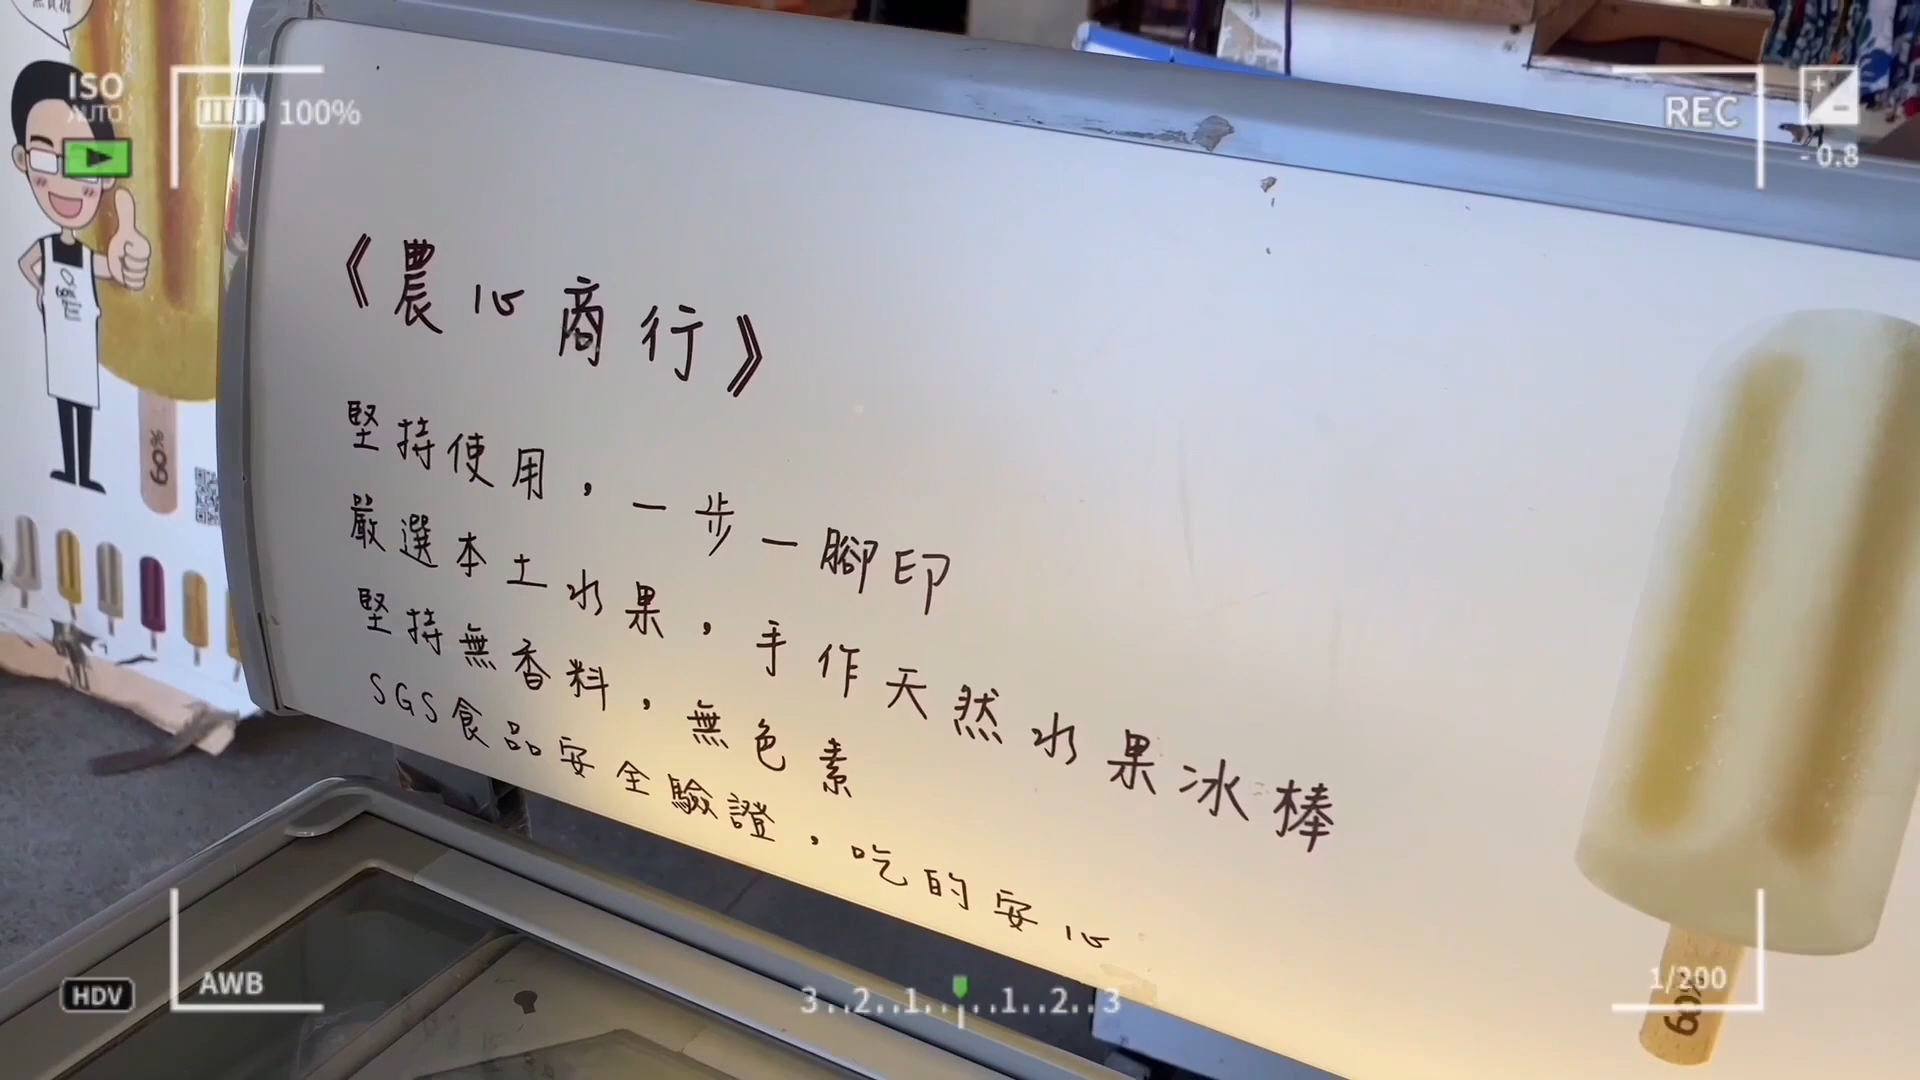 ISO
AUTO
100%
REC
-0.8
《農心商行》
堅持使用，一步一腳印
嚴選本土水果，手作天然水果冰棒
堅持無香料，無色素
SGS食品安全驗證，吃的安心
60%
60%
HDV
AWB
3..2..1..1..2..3
1/200